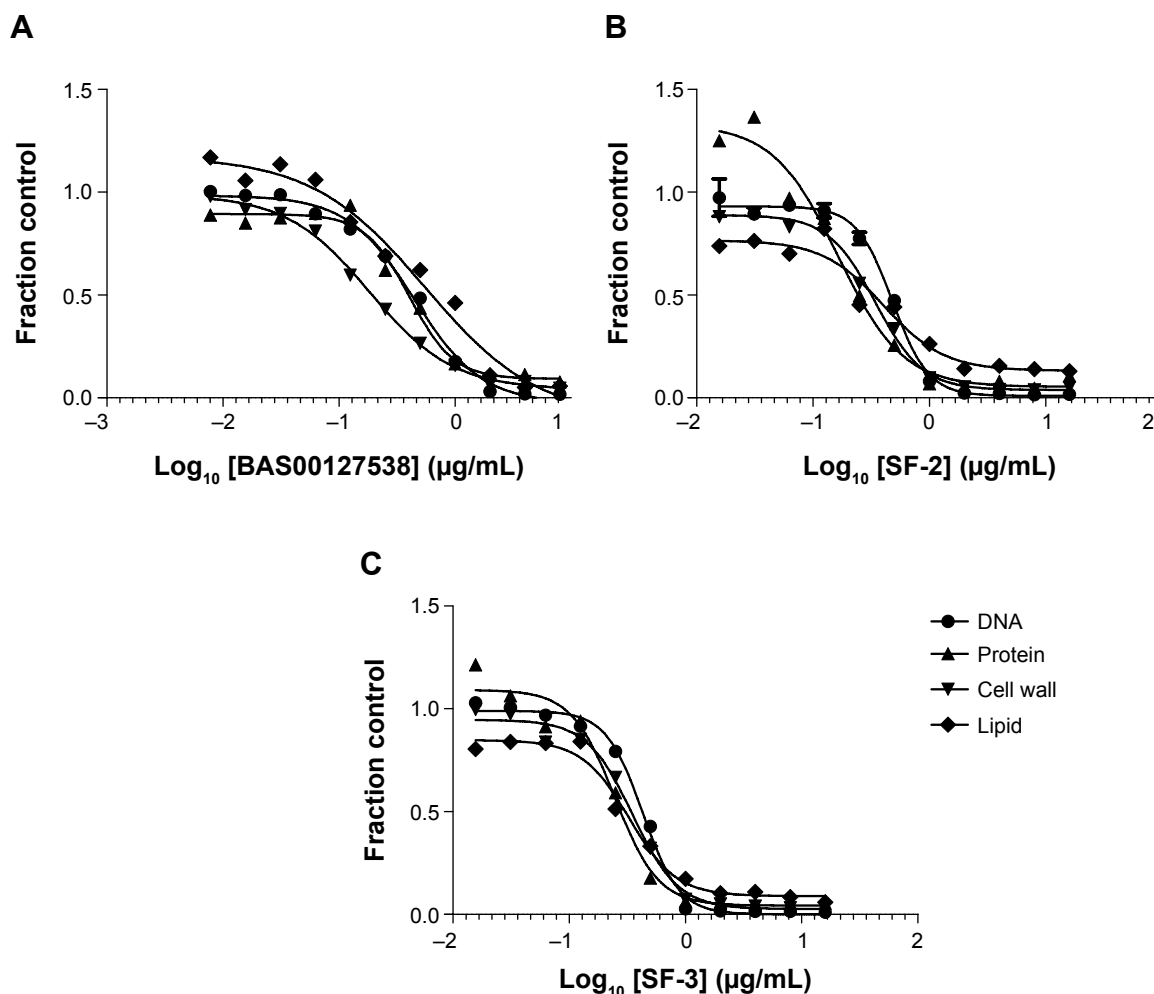 A
1.5
1.0
0.5
0.0
Fraction control
–3
–2
–1
0
1
Log₁₀ [BAS00127538] (µg/mL)
B
1.5
1.0
0.5
0.0
Fraction control
–2
–1
0
1
2
Log₁₀ [SF-2] (µg/mL)
C
1.5
1.0
0.5
0.0
Fraction control
–2
–1
0
1
2
Log₁₀ [SF-3] (µg/mL)
DNA
Protein
Cell wall
Lipid